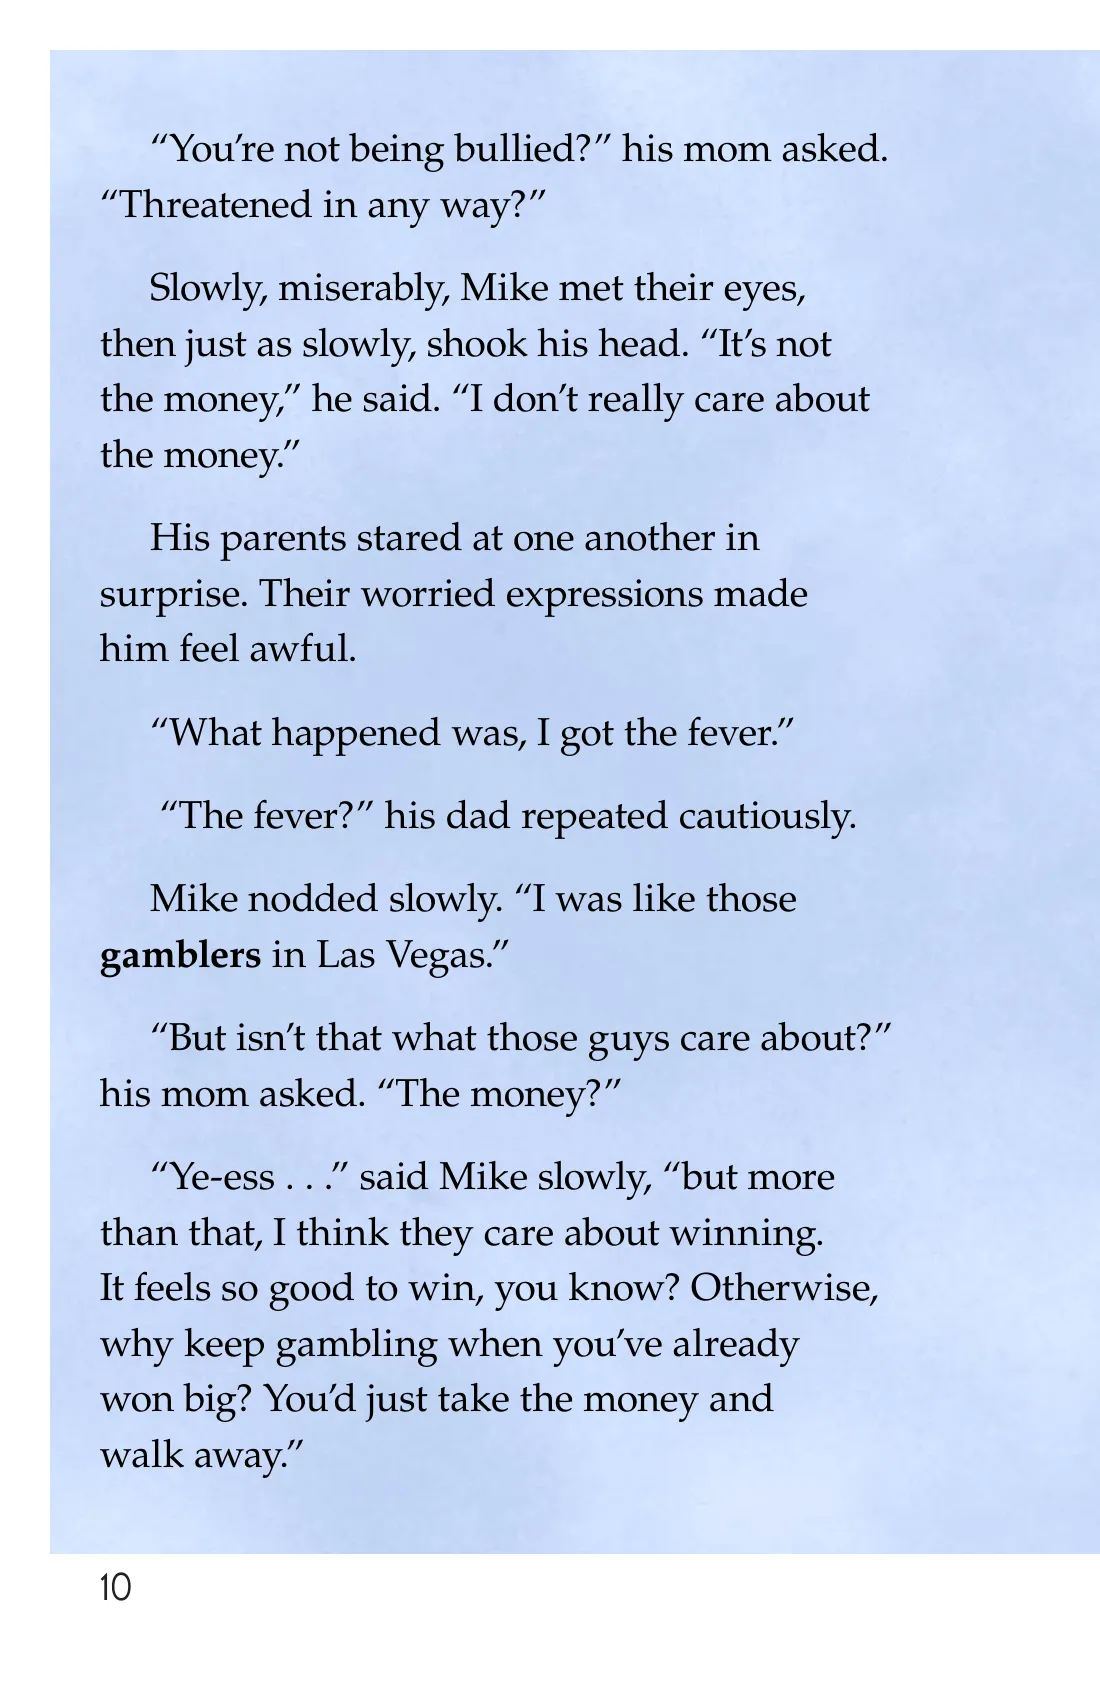 “You’re not being bullied?” his mom asked.
“Threatened in any way?”
Slowly, miserably, Mike met their eyes,
then just as slowly, shook his head. “It’s not
the money,” he said. “I don’t really care about
the money.”
His parents stared at one another in
surprise. Their worried expressions made
him feel awful.
“What happened was, I got the fever.”
“The fever?” his dad repeated cautiously.
Mike nodded slowly. “I was like those
gamblers in Las Vegas.”
“But isn’t that what those guys care about?”
his mom asked. “The money?”
“Ye-ess . . .” said Mike slowly, “but more
than that, I think they care about winning.
It feels so good to win, you know? Otherwise,
why keep gambling when you’ve already
won big? You’d just take the money and
walk away.”
10